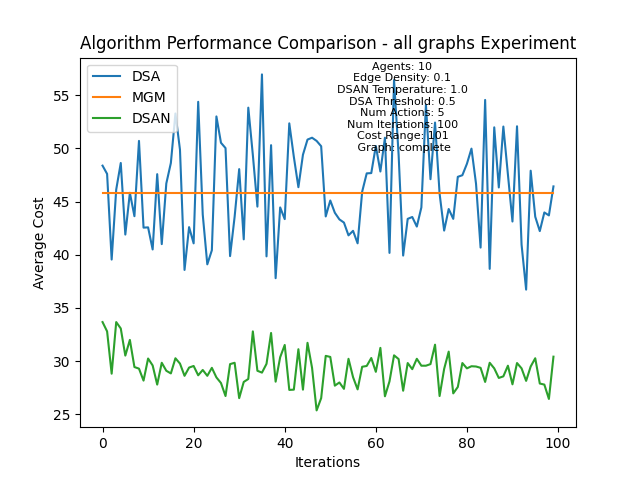 Algorithm Performance Comparison - all graphs Experiment
DSA
MGM
DSAN
Agents: 10
Edge Density: 0.1
DSAN Temperature: 1.0
DSA Threshold: 0.5
Num Actions: 5
Num Iterations: 100
Cost Range: 101
Graph: complete
Average Cost
55
50
45
40
35
30
25
0 20 40 60 80 100
Iterations